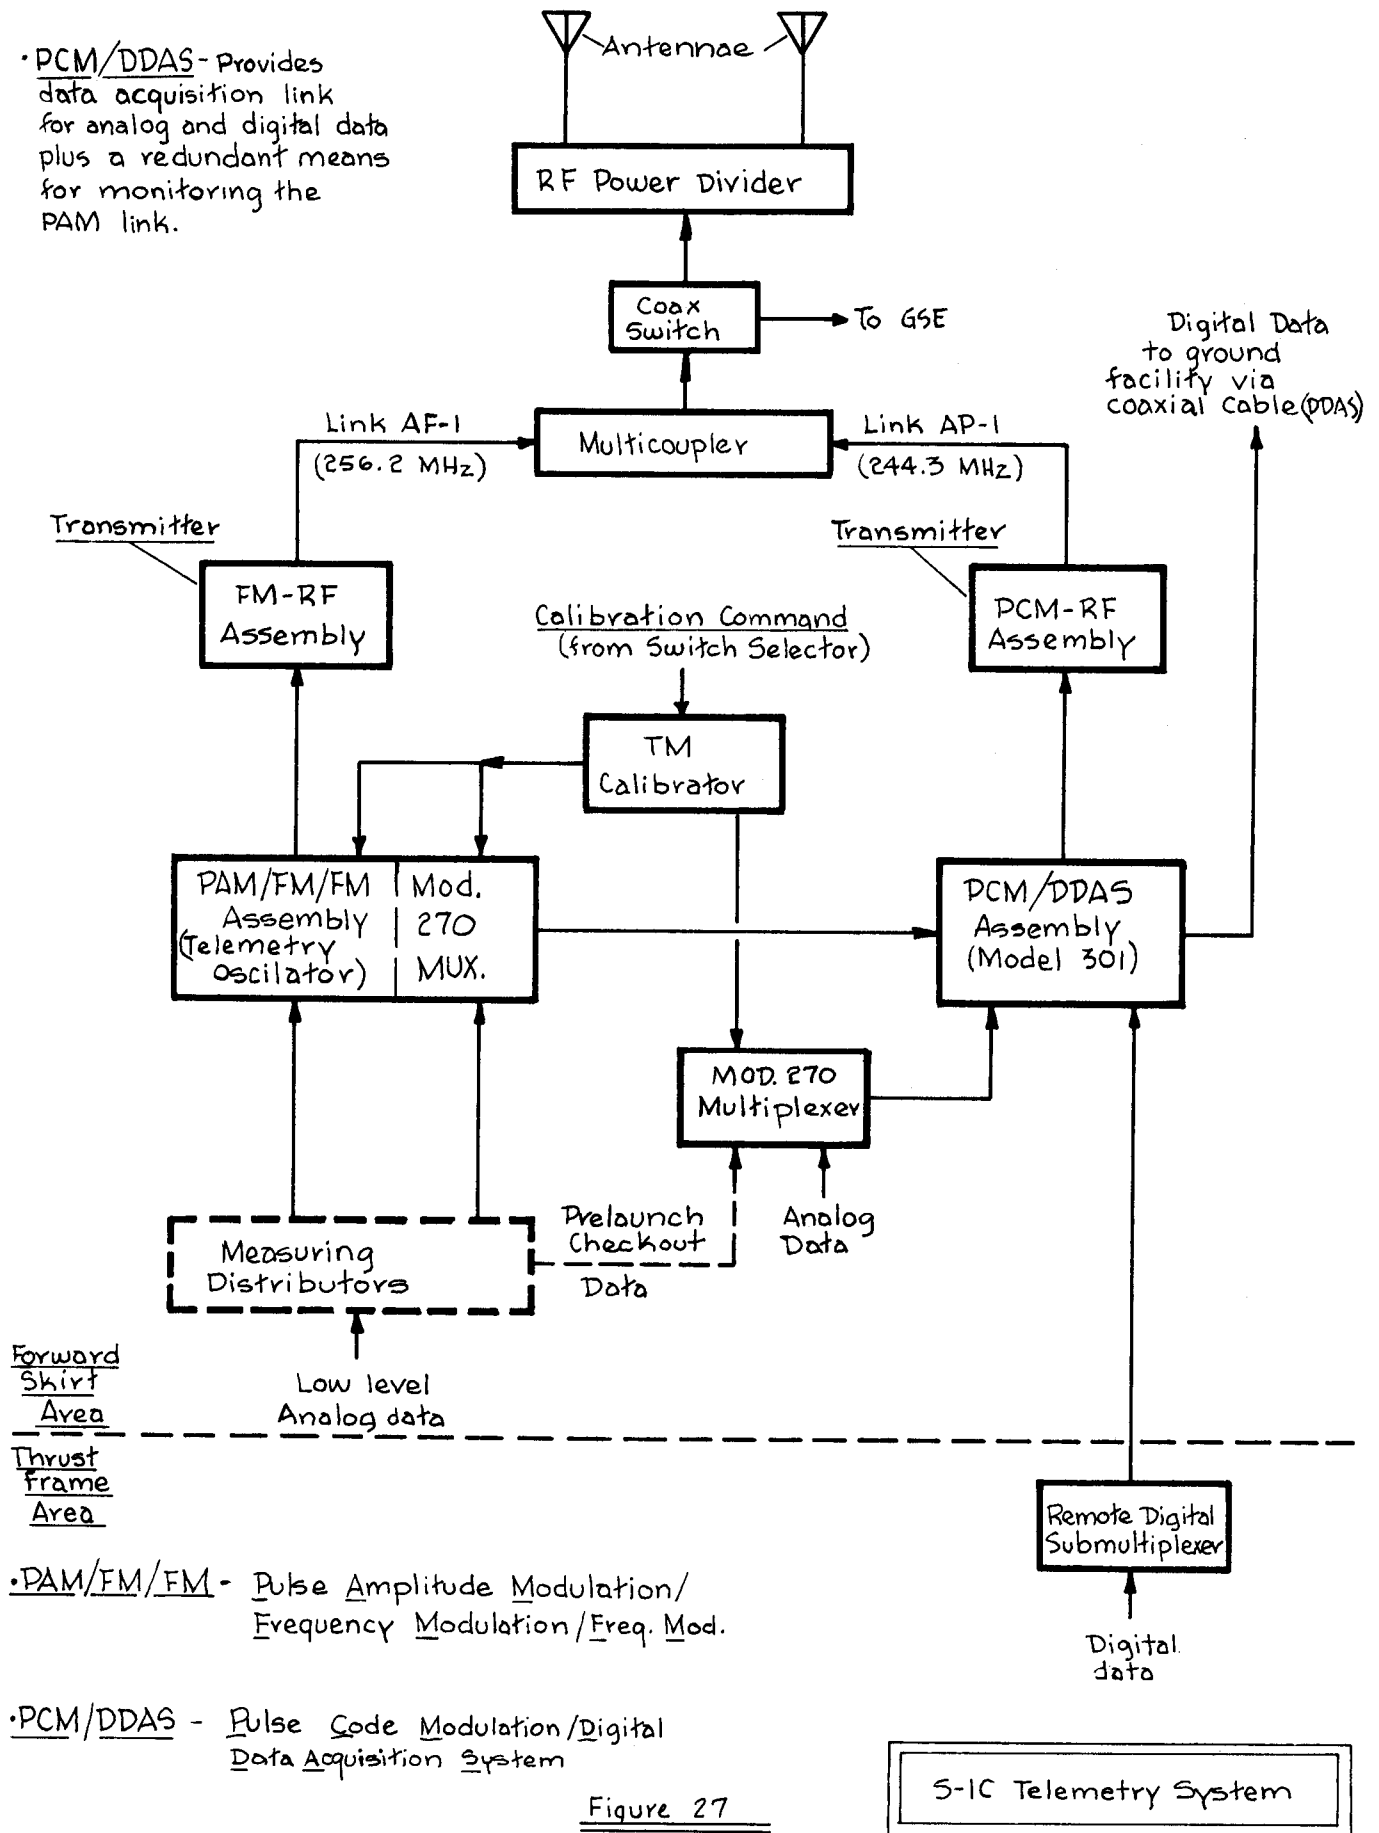 Antennae
·PCM/DDAS - Provides
data acquisition link
for analog and digital data
plus a redundant means
for monitoring the
PAM link.
RF Power Divider
Coax
Switch
To GSE
Digital Data
to ground
facility via
coaxial cable (DDAS)
Link AF-1
(256.2 MHz)
Multicoupler
Link AP-1
(244.3 MHz)
Transmitter
FM-RF
Assembly
Transmitter
PCM-RF
Assembly
Calibration Command
(from Switch Selector)
TM
Calibrator
PAM/FM/FM
Assembly
(Telemetry
Oscilator)
Mod.
270
MUX.
PCM/DDAS
Assembly
(Model 301)
MOD. 270
Multiplexer
Prelaunch
Checkout
Data
Analog
Data
Measuring
Distributors
Low level
Analog data
Forward
Skirt
Area
Thrust
Frame
Area
Remote Digital
Submultiplexer
Digital
data
·PAM/FM/FM - Pulse Amplitude Modulation/
Frequency Modulation/Freq. Mod.
·PCM/DDAS - Pulse Code Modulation/Digital
Data Acquisition System
Figure 27
S-IC Telemetry System